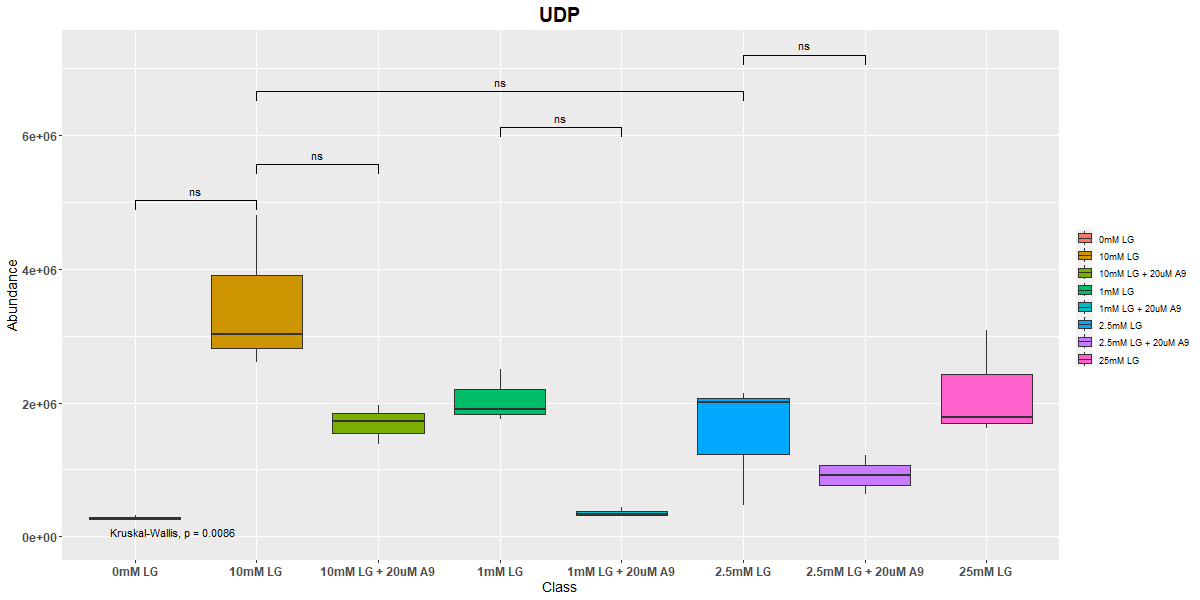 UDP
ns
ns
ns
ns
ns
6e+06
4e+06
2e+06
0e+00
Abundance
Kruskal-Wallis, p = 0.0086
0mM LG
10mM LG
10mM LG + 20uM A9
1mM LG
1mM LG + 20uM A9
2.5mM LG
2.5mM LG + 20uM A9
25mM LG
Class
0mM LG
10mM LG
10mM LG + 20uM A9
1mM LG
1mM LG + 20uM A9
2.5mM LG
2.5mM LG + 20uM A9
25mM LG